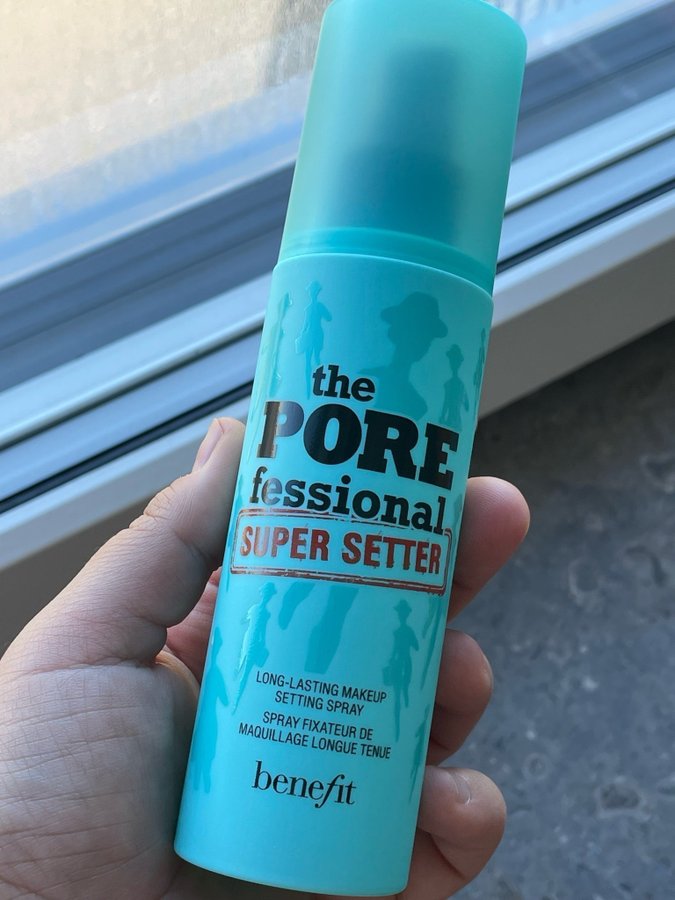 the
PORE
fessional
SUPER SETTER
LONG-LASTING MAKEUP
SETTING SPRAY
SPRAY FIXATEUR DE
MAQUILLAGE LONGUE TENUE
benefit